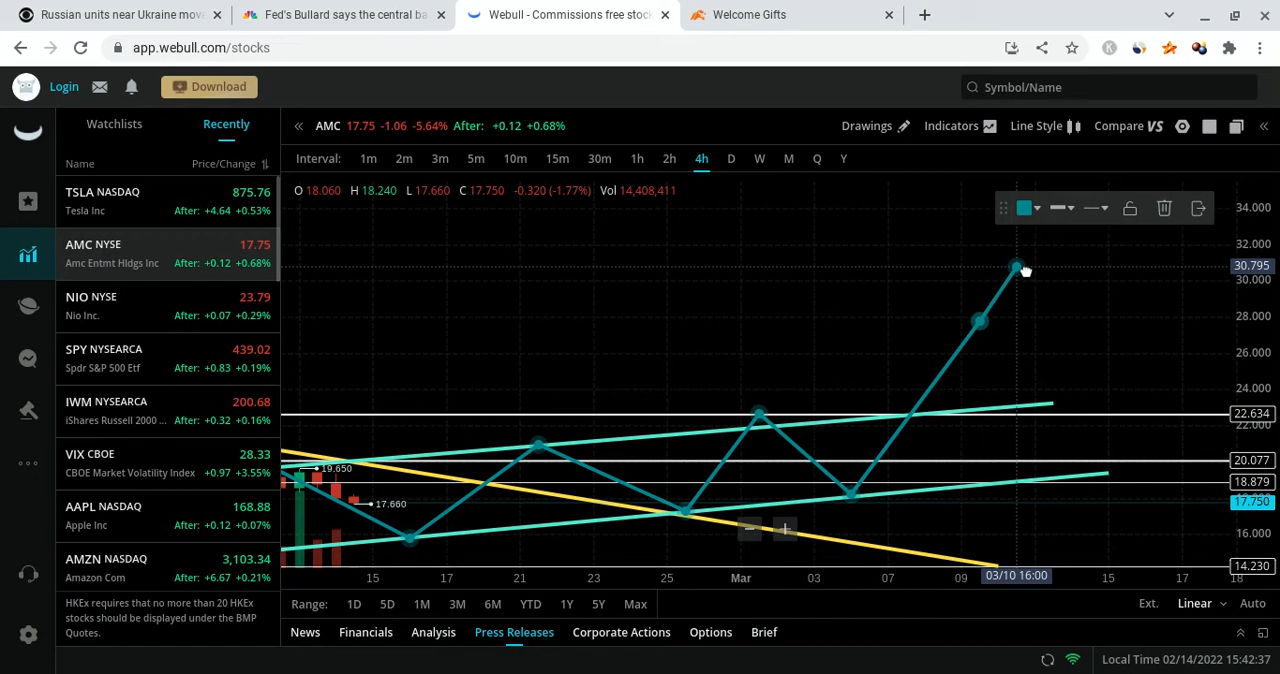 Russian units near Ukraine mov
Fed's Bullard says the central ba
Webull - Commissions free stoc
Welcome Gifts
app.webull.com/stocks
K
Login
Download
Symbol/Name
Watchlists
Recently
Name Price/Change
TSLA NASDAQ 875.76
Tesla Inc After: +4.64 +0.53%
AMC NYSE 17.75
Amc Entmt Hldgs Inc After: +0.12 +0.68%
NIO NYSE 23.79
Nio Inc. After: +0.07 +0.29%
SPY NYSEARCA 439.02
Spdr S&P 500 Etf After: +0.83 +0.19%
IWM NYSEARCA 200.68
iShares Russell 2000 ... After: +0.32 +0.16%
VIX CBOE 28.33
CBOE Market Volatility Index +0.97 +3.55%
AAPL NASDAQ 168.88
Apple Inc After: +0.12 +0.07%
AMZN NASDAQ 3,103.34
Amazon Com After: +6.67 +0.21%
HKEx requires that no more than 20 HKEx
stocks should be displayed under the BMP
Quotes.
AMC 17.75 -1.06 -5.64% After: +0.12 +0.68%
Drawings Indicators Line Style Compare VS
Interval: 1m 2m 3m 5m 10m 15m 30m 1h 2h 4h D W M Q Y
O 18.060 H 18.240 L 17.660 C 17.750 -0.320 (-1.77%) Vol 14,408,411
34.000
32.000
30.795
30.000
28.000
26.000
24.000
22.634
22.000
20.077
18.879
17.750
16.000
14.230
19.650
17.660
15 17 21 23 25 Mar 03 07 09 03/10 16:00 15 17 18
Range: 1D 5D 1M 3M 6M YTD 1Y 5Y Max
Ext. Linear Auto
News Financials Analysis Press Releases Corporate Actions Options Brief
Local Time 02/14/2022 15:42:37